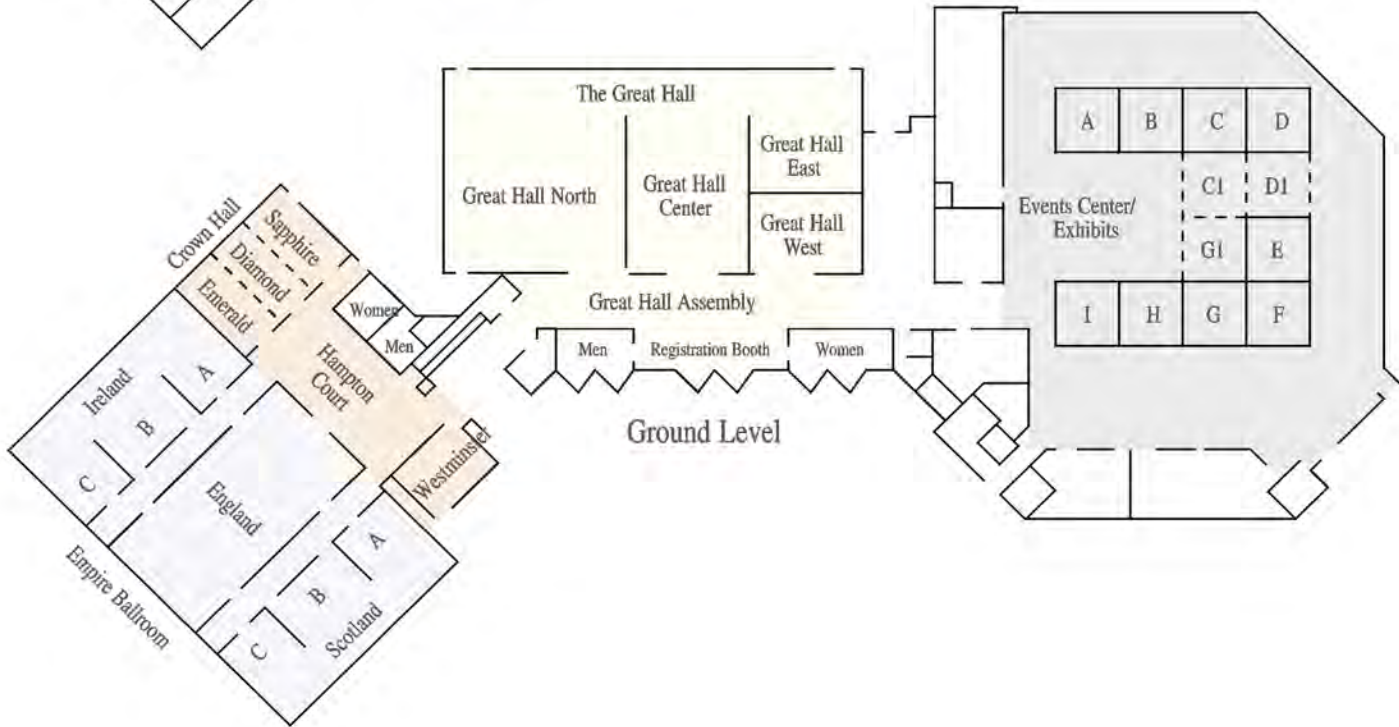 The Great Hall
Great Hall North
Great Hall
Center
Great Hall
East
Great Hall
West
Great Hall Assembly
Men
Registration Booth
Women
Ground Level
Crown Hall
Sapphire
Diamond
Emerald
Women
Men
Hampton
Court
Westminster
Ireland
A
B
C
England
Scotland
A
B
C
Empire Ballroom
Events Center/
Exhibits
A
B
C
D
C1
D1
G1
E
I
H
G
F